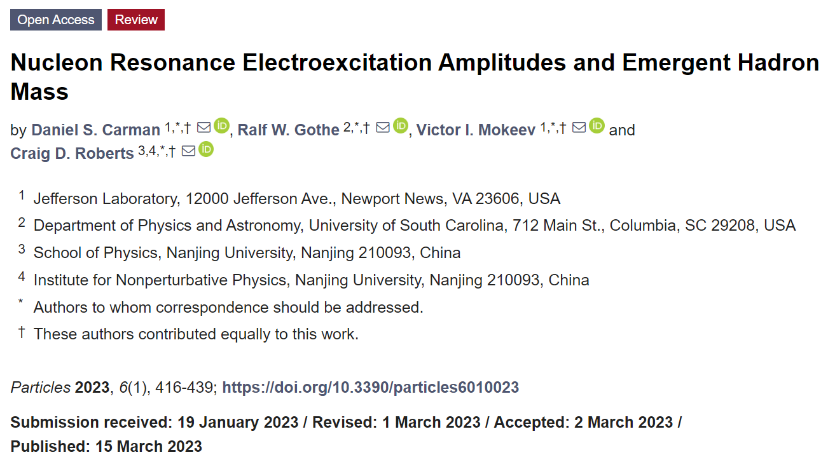 Open Access Review
Nucleon Resonance Electroexcitation Amplitudes and Emergent Hadron
Mass
by Daniel S. Carman 1,*,† iD, Ralf W. Gothe 2,*,† iD, Victor I. Mokeev 1,*,† iD and
Craig D. Roberts 3,4,*,† iD
1 Jefferson Laboratory, 12000 Jefferson Ave., Newport News, VA 23606, USA
2 Department of Physics and Astronomy, University of South Carolina, 712 Main St., Columbia, SC 29208, USA
3 School of Physics, Nanjing University, Nanjing 210093, China
4 Institute for Nonperturbative Physics, Nanjing University, Nanjing 210093, China
* Authors to whom correspondence should be addressed.
† These authors contributed equally to this work.
Particles 2023, 6(1), 416-439; https://doi.org/10.3390/particles6010023
Submission received: 19 January 2023 / Revised: 1 March 2023 / Accepted: 2 March 2023 /
Published: 15 March 2023